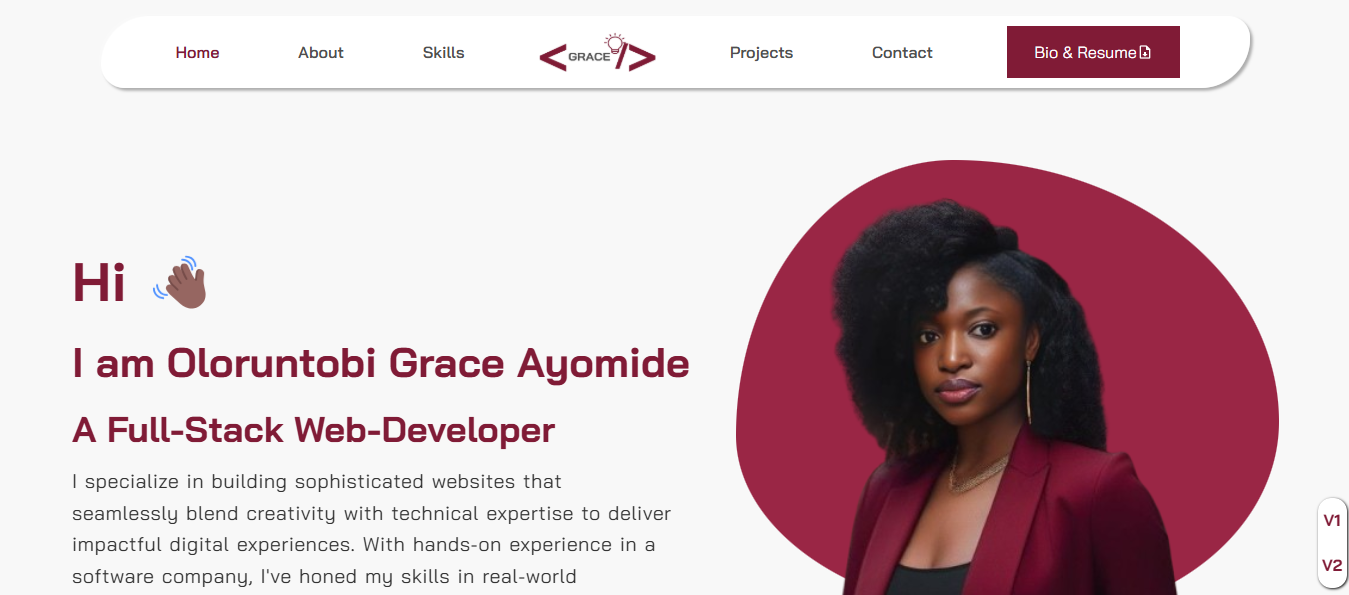 Home About Skills <GRACE/> Projects Contact Bio & Resume
Hi
I am Oloruntobi Grace Ayomide
A Full-Stack Web-Developer
I specialize in building sophisticated websites that
seamlessly blend creativity with technical expertise to deliver
impactful digital experiences. With hands-on experience in a
software company, I've honed my skills in real-world
V1
V2